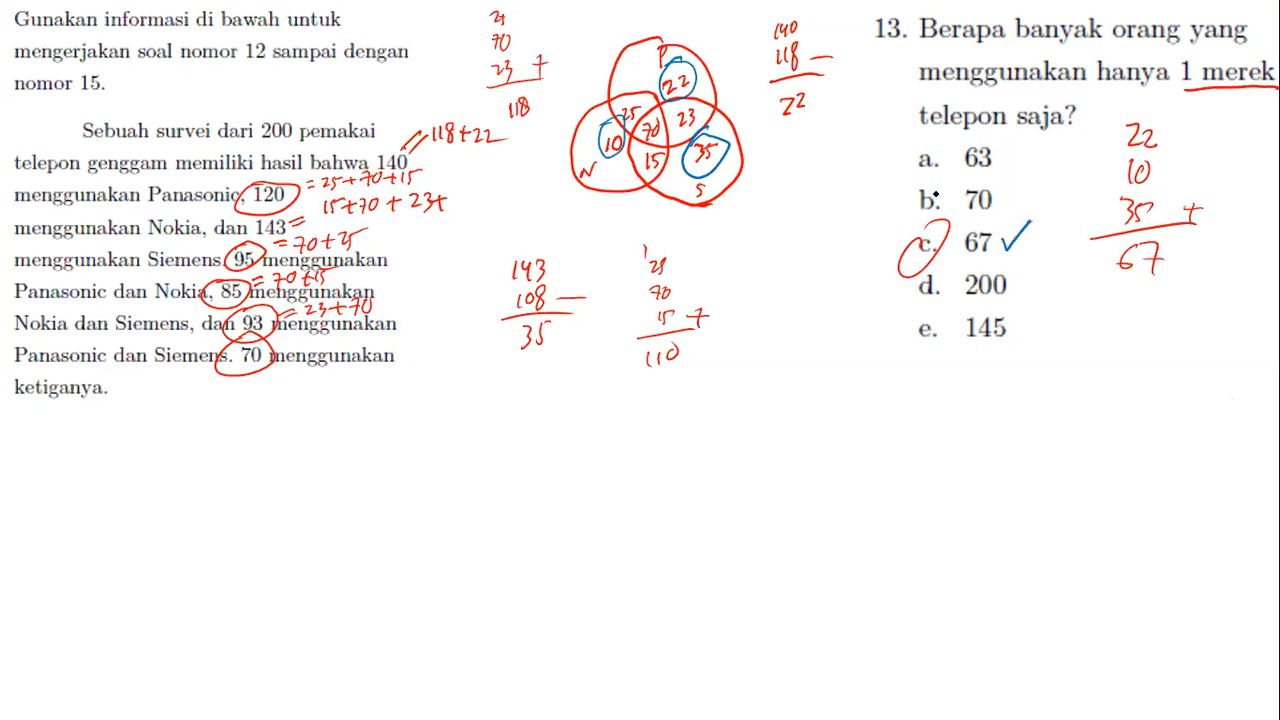 Gunakan informasi di bawah untuk
mengerjakan soal nomor 12 sampai dengan
nomor 15.
Sebuah survei dari 200 pemakai
telepon genggam memiliki hasil bahwa 140
menggunakan Panasonic, 120
menggunakan Nokia, dan 143
menggunakan Siemens. 95 menggunakan
Panasonic dan Nokia, 85 menggunakan
Nokia dan Siemens, dan 93 menggunakan
Panasonic dan Siemens. 70 menggunakan
ketiganya.
118+22
= 25+70+15
15+70+23+
= 70+25
= 70+15
= 23+70
70
23 +
118
P
22
25
70
23
10
15
35
N
S
140
118 -
22
143
108 -
35
1
25
70
15 +
110
13. Berapa banyak orang yang
menggunakan hanya 1 merek
telepon saja?
a. 63
b. 70
c. 67 ✓
d. 200
e. 145
22
10
35 +
67